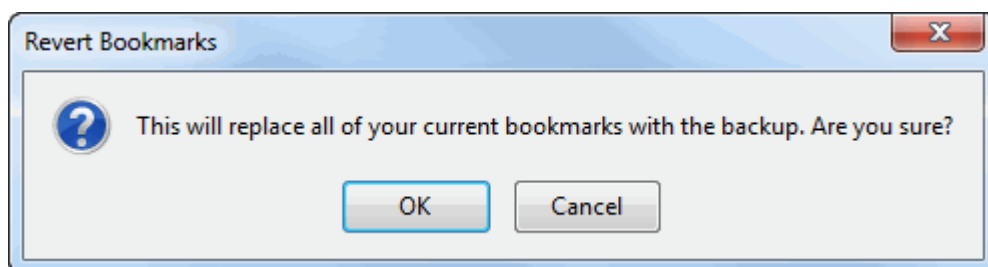 Revert Bookmarks
This will replace all of your current bookmarks with the backup. Are you sure?
OK Cancel